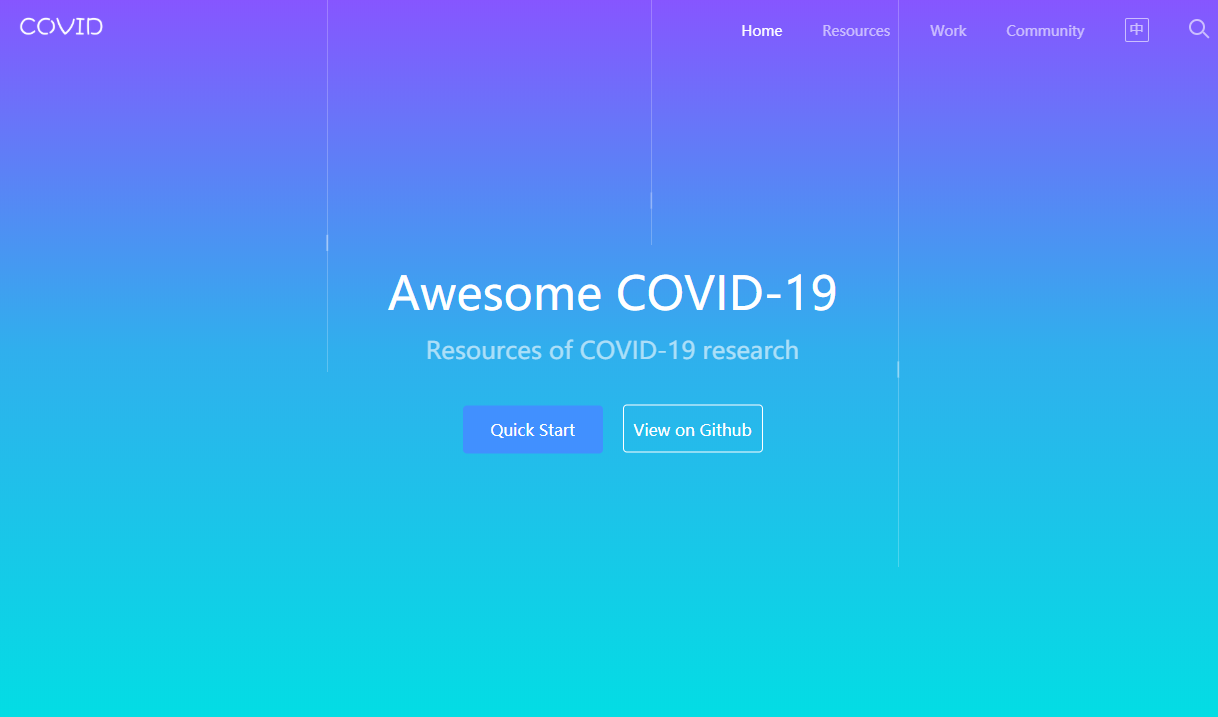 COVID
Home
Resources
Work
Community
中
Awesome COVID-19
Resources of COVID-19 research
Quick Start
View on Github